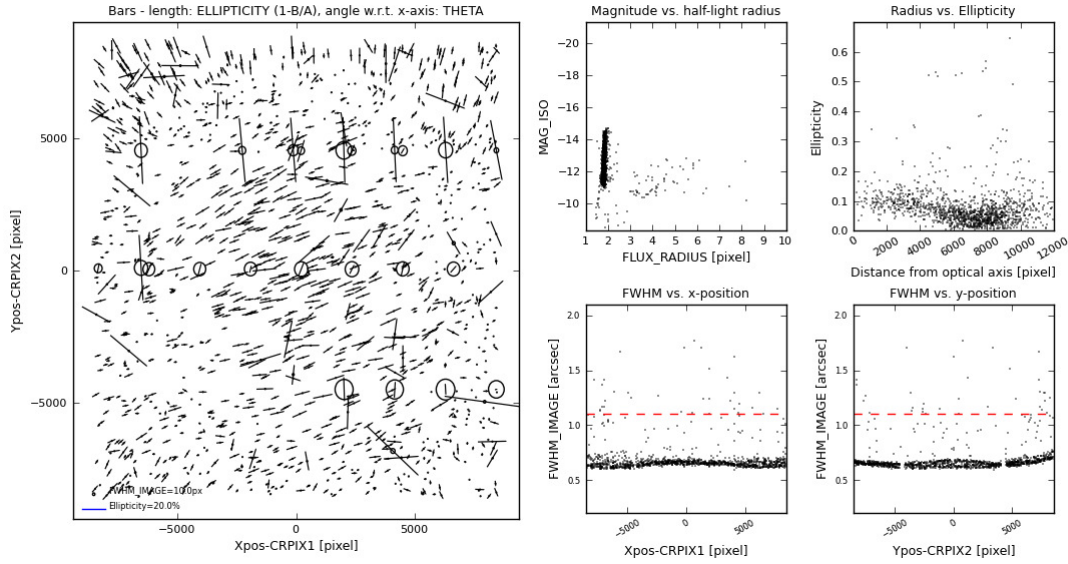 Bars - length: ELLIPTICITY (1-B/A), angle w.r.t. x-axis: THETA
5000
0
−5000
Ypos-CRPIX2 [pixel]
FWHM_IMAGE=10.0px
Ellipticity=20.0%
−5000 0 5000
Xpos-CRPIX1 [pixel]
Magnitude vs. half-light radius
−20
−18
−16
−14
−12
−10
MAG_ISO
1 2 3 4 5 6 7 8 9 10
FLUX_RADIUS [pixel]
Radius vs. Ellipticity
0.6
0.5
0.4
0.3
0.2
0.1
0.0
Ellipticity
0 2000 4000 6000 8000 10000 12000
Distance from optical axis [pixel]
FWHM vs. x-position
2.0
1.5
1.0
0.5
FWHM_IMAGE [arcsec]
−5000 0 5000
Xpos-CRPIX1 [pixel]
FWHM vs. y-position
2.0
1.5
1.0
0.5
FWHM_IMAGE [arcsec]
−5000 0 5000
Ypos-CRPIX2 [pixel]